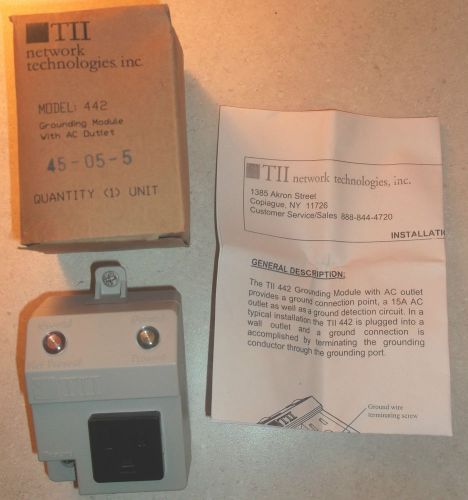 TII
network
technologies, inc.
MODEL: 442
Grounding Module
With AC Outlet
45-05-5
QUANTITY (1) UNIT
TII network technologies, inc.
1385 Akron Street
Copiague, NY 11726
Customer Service/Sales 888-844-4720
INSTALLATIO
GENERAL DESCRIPTION:
The TII 442 Grounding Module with AC outlet
provides a ground connection point, a 15A AC
outlet as well as a ground detection circuit. In a
typical installation the TII 442 is plugged into a
wall outlet and a ground connection is
accomplished by terminating the grounding
conductor through the grounding port.
Ground wire
terminating screw
TII